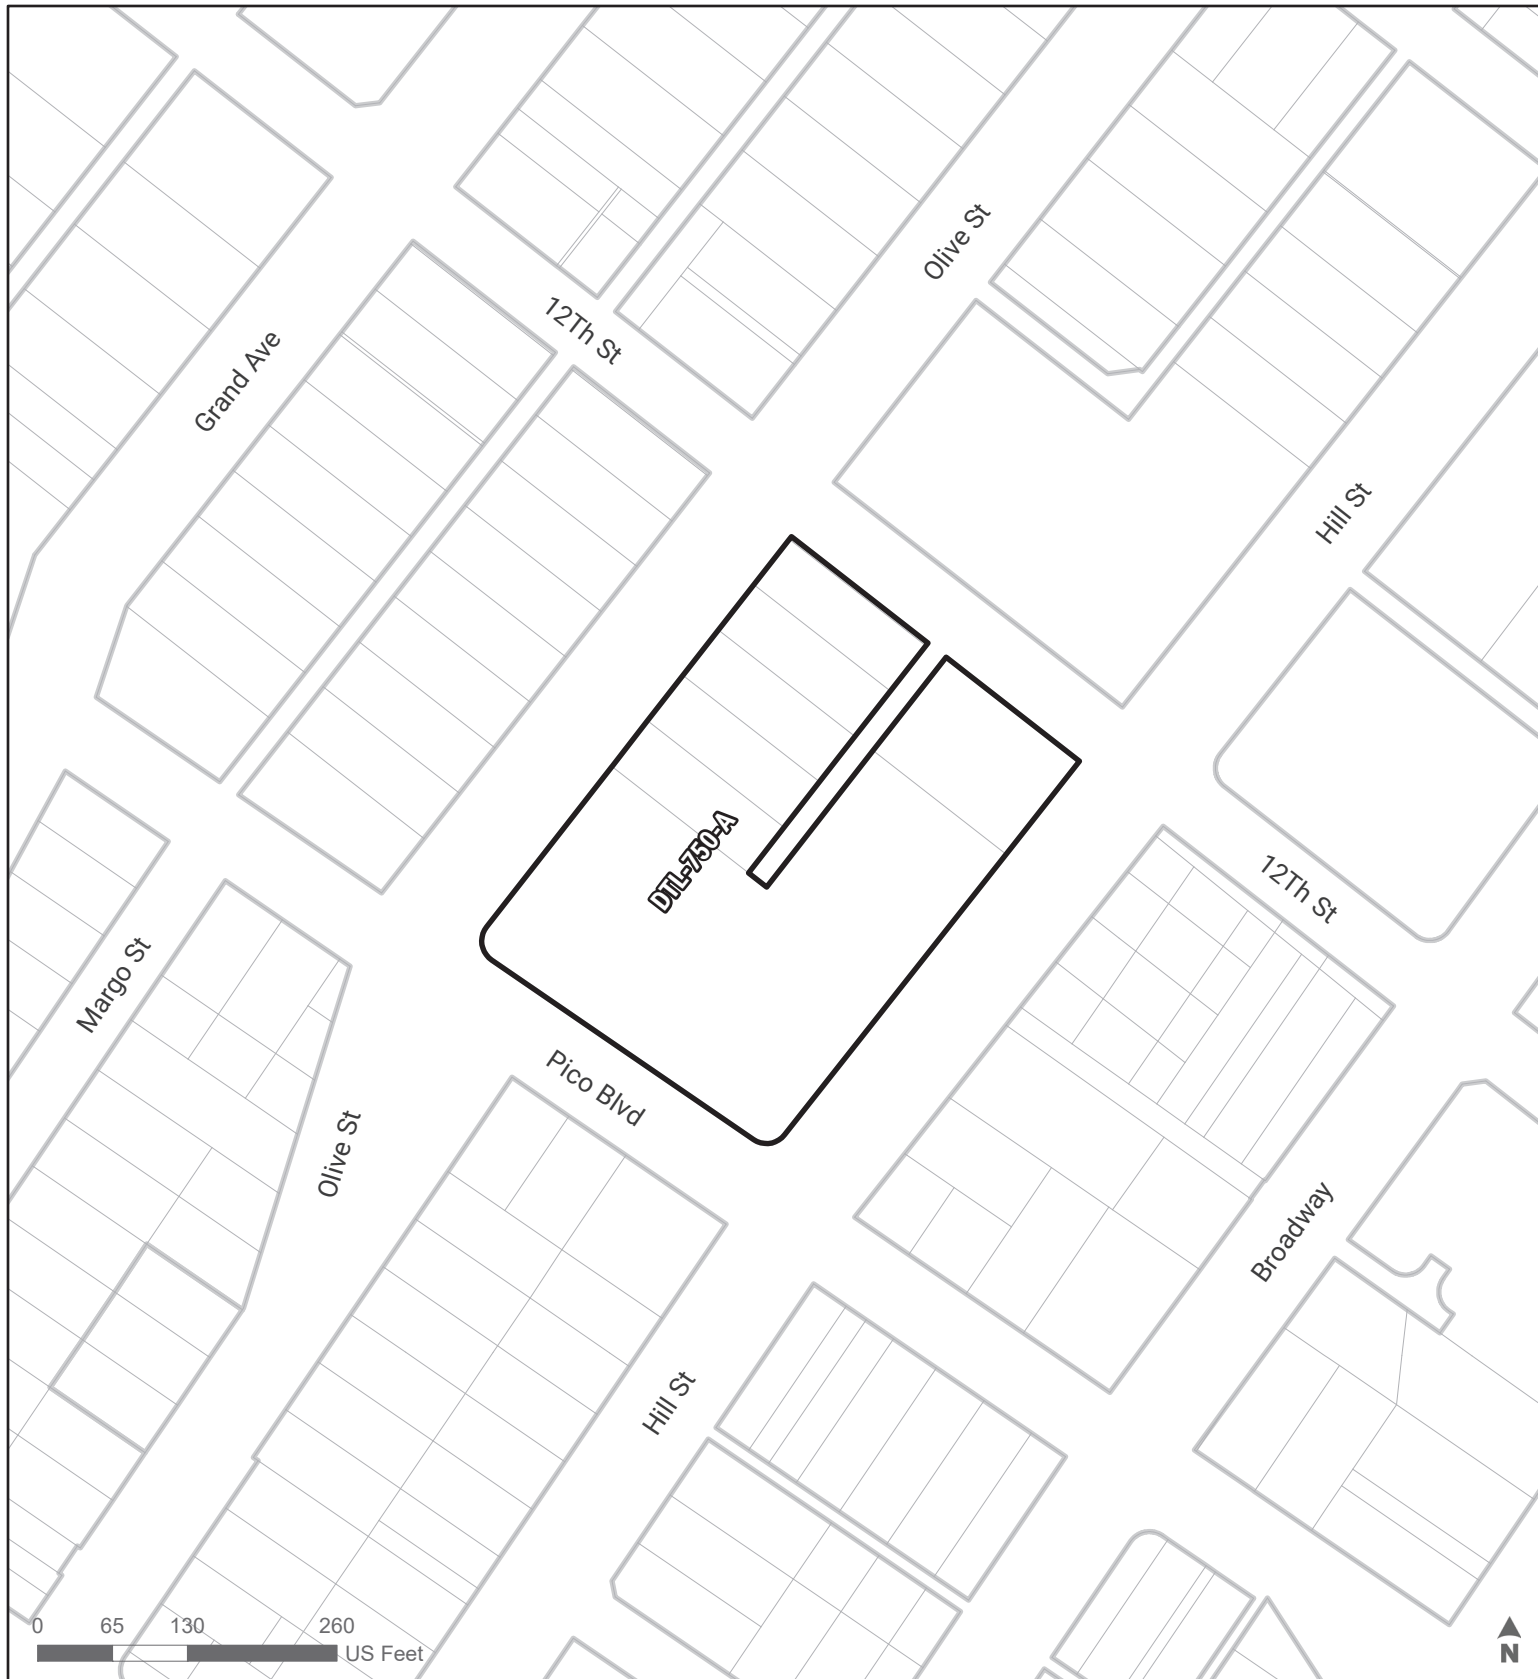 Olive St
12Th St
Grand Ave
Hill St
DTL-750-A
12Th St
Margo St
Pico Blvd
Olive St
Broadway
Hill St
0 65 130 260
US Feet
N